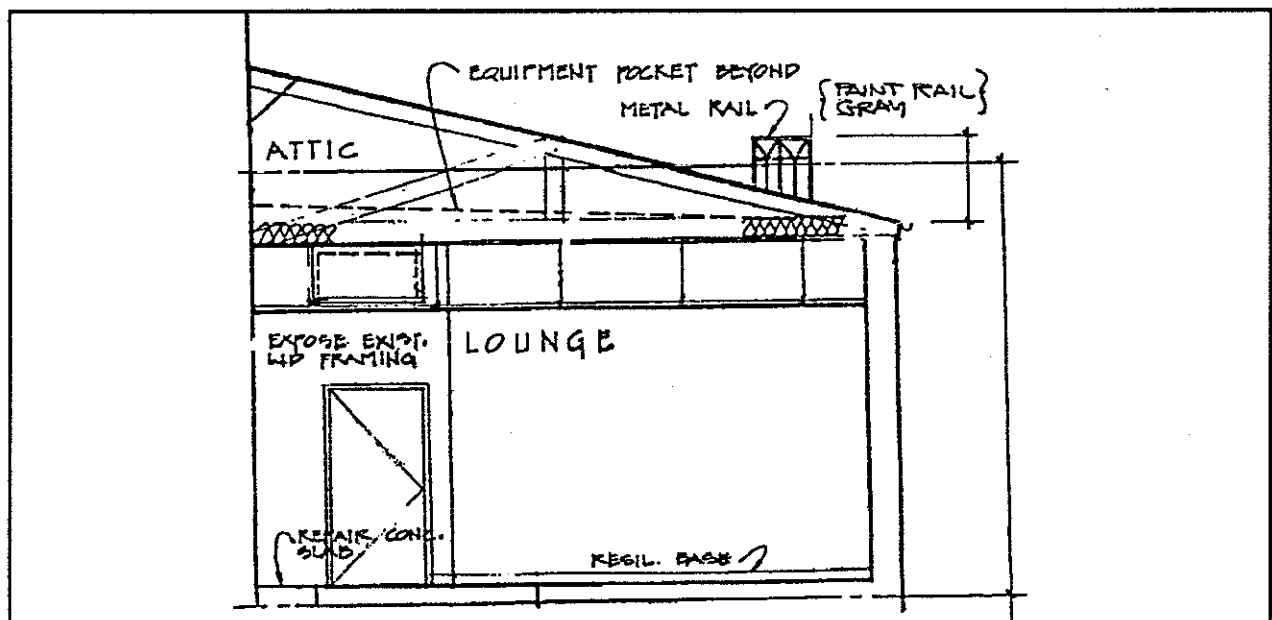 EQUIPMENT POCKET BEYOND
METAL RAIL
{PAINT RAIL}
GRAY
ATTIC
EXPOSE EXIST.
WD FRAMING
LOUNGE
REPAIR CONC.
SLAB
RESIL. BASE